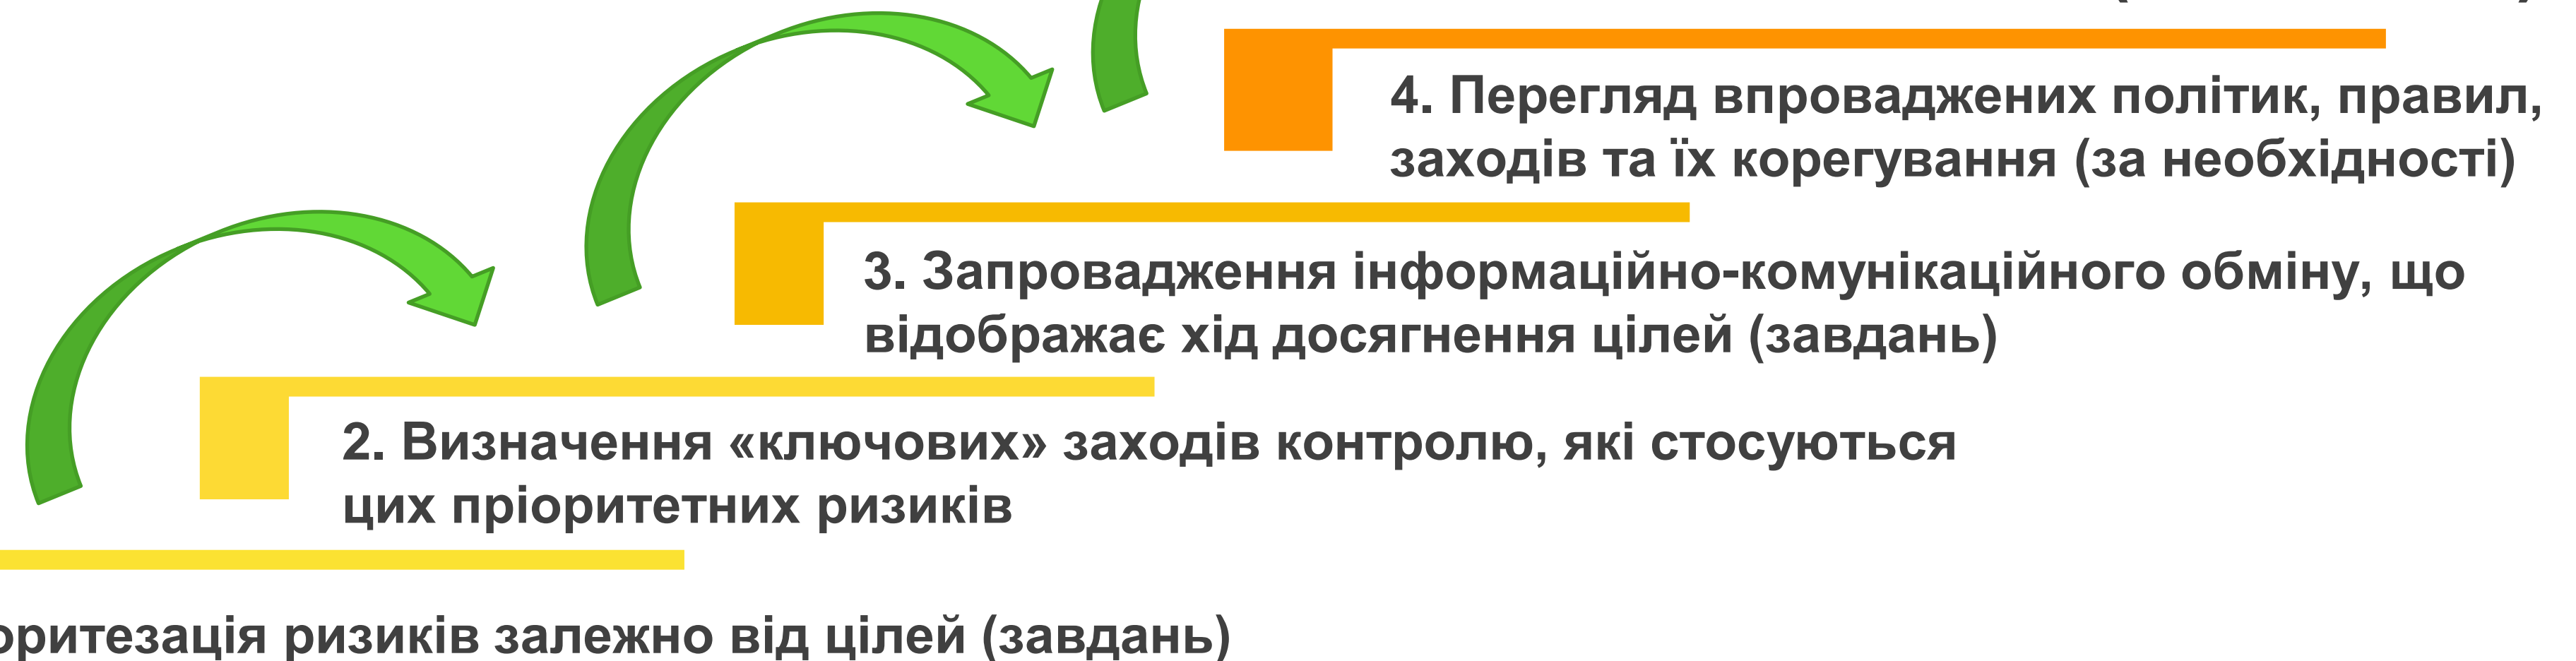 4. Перегляд впроваджених політик, правил,
заходів та їх корегування (за необхідності)
3. Запровадження інформаційно-комунікаційного обміну, що
відображає хід досягнення цілей (завдань)
2. Визначення «ключових» заходів контролю, які стосуються
цих пріоритетних ризиків
ризиків залежно від цілей (завдань)